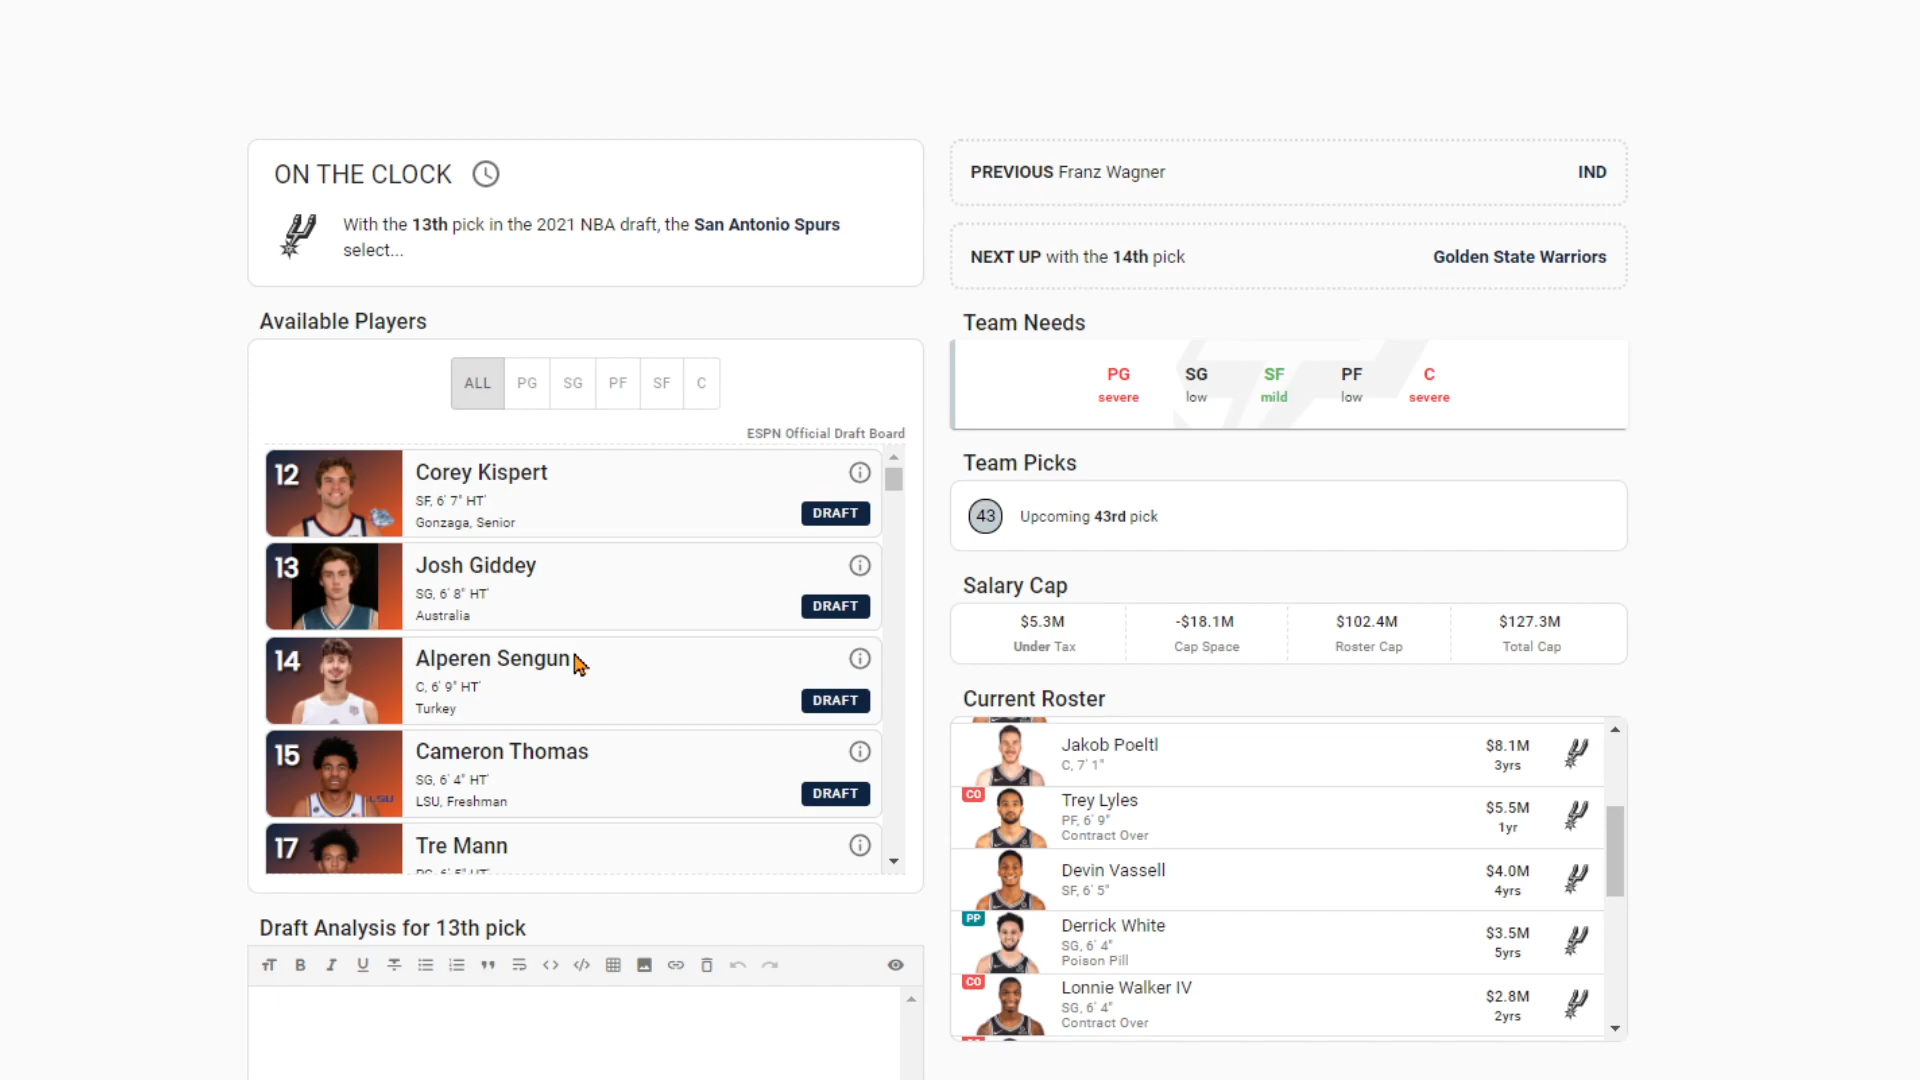 ON THE CLOCK
With the 13th pick in the 2021 NBA draft, the San Antonio Spurs
select...
PREVIOUS Franz Wagner
IND
NEXT UP with the 14th pick
Golden State Warriors
Available Players
ALL
PG
SG
PF
SF
C
ESPN Official Draft Board
12
Corey Kispert
SF, 6' 7" HT'
Gonzaga, Senior
DRAFT
13
Josh Giddey
SG, 6' 8" HT'
Australia
DRAFT
14
Alperen Sengun
C, 6' 9" HT'
Turkey
DRAFT
15
Cameron Thomas
SG, 6' 4" HT'
LSU, Freshman
DRAFT
LSU
17
Tre Mann
PG, 6' 5" HT'
Draft Analysis for 13th pick
Team Needs
PG
severe
SG
low
SF
mild
PF
low
C
severe
Team Picks
43
Upcoming 43rd pick
Salary Cap
$5.3M
Under Tax
-$18.1M
Cap Space
$102.4M
Roster Cap
$127.3M
Total Cap
Current Roster
Jakob Poeltl
C, 7' 1"
$8.1M
3yrs
CO
Trey Lyles
PF, 6' 9"
Contract Over
$5.5M
1yr
Devin Vassell
SF, 6' 5"
$4.0M
4yrs
PP
Derrick White
SG, 6' 4"
Poison Pill
$3.5M
5yrs
CO
Lonnie Walker IV
SG, 6' 4"
Contract Over
$2.8M
2yrs